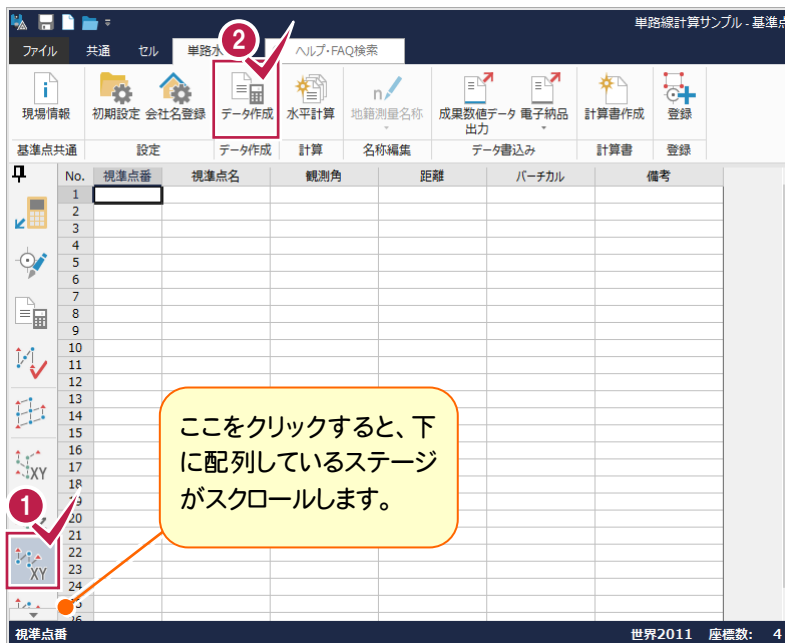 単路線計算サンプル - 基準点
ファイル 共通 セル 単路水 ヘルプ・FAQ検索
2
現場情報 初期設定 会社名登録 データ作成 水平計算 地籍測量名称 成果数値データ出力 電子納品 計算書作成 登録
基準点共通 設定 データ作成 計算 名称編集 データ書込み 計算書 登録
No. 視準点番 視準点名 観測角 距離 バーチカル 備考
1
2
3
4
5
6
7
8
9
10
11
12
13
14
15
16
17
18
20
21
22
23
24
XY
1
XY
ここをクリックすると、下
に配列しているステージ
がスクロールします。
視準点番 世界2011 座標数: 4